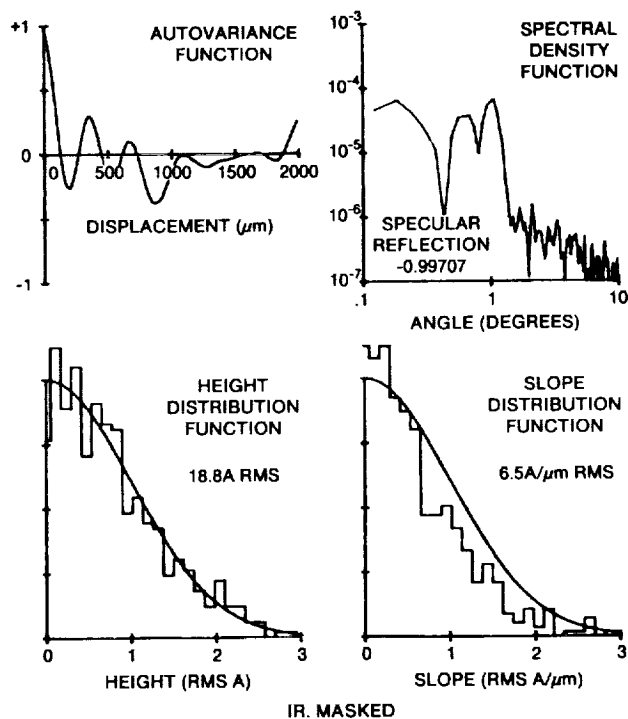 +1
AUTOVARIANCE
FUNCTION
0
0 500 1000 1500 2000
DISPLACEMENT (μm)
-1
10-3
SPECTRAL
DENSITY
FUNCTION
10-4
10-5
10-6
SPECULAR
REFLECTION
-0.99707
10-7
.1 1 10
ANGLE (DEGREES)
HEIGHT
DISTRIBUTION
FUNCTION
18.8A RMS
0 1 2 3
HEIGHT (RMS A)
SLOPE
DISTRIBUTION
FUNCTION
6.5A/μm RMS
0 1 2 3
SLOPE (RMS A/μm)
IR. MASKED